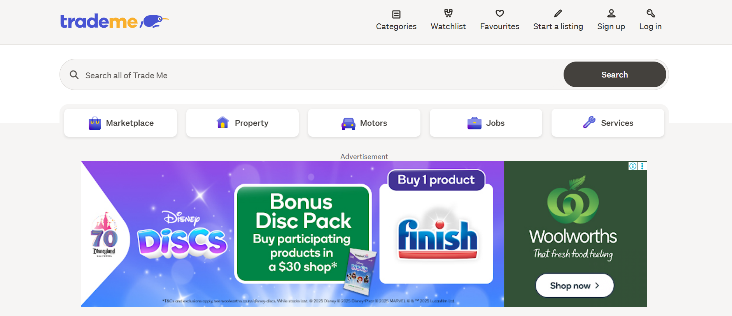 trademe
Categories
Watchlist
Favourites
Start a listing
Sign up
Log in
Search all of Trade Me
Search
Marketplace
Property
Motors
Jobs
Services
Advertisement
70
Disneyland
Disney
DISCS
Bonus
Disc Pack
Buy participating
products in
a $30 shop*
Buy 1 product
finish
Woolworths
That fresh food feeling
Shop now